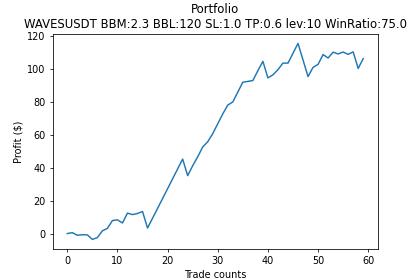 Portfolio
WAVESUSDT BBM:2.3 BBL:120 SL:1.0 TP:0.6 lev:10 WinRatio:75.0
120
100
80
60
40
20
0
Profit ($)
0 10 20 30 40 50 60
Trade counts